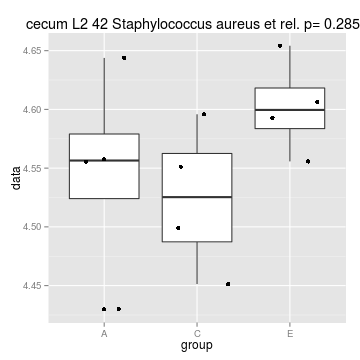 cecum L2 42 Staphylococcus aureus et rel. p= 0.285
4.65
4.60
4.55
4.50
4.45
data
A
C
E
group